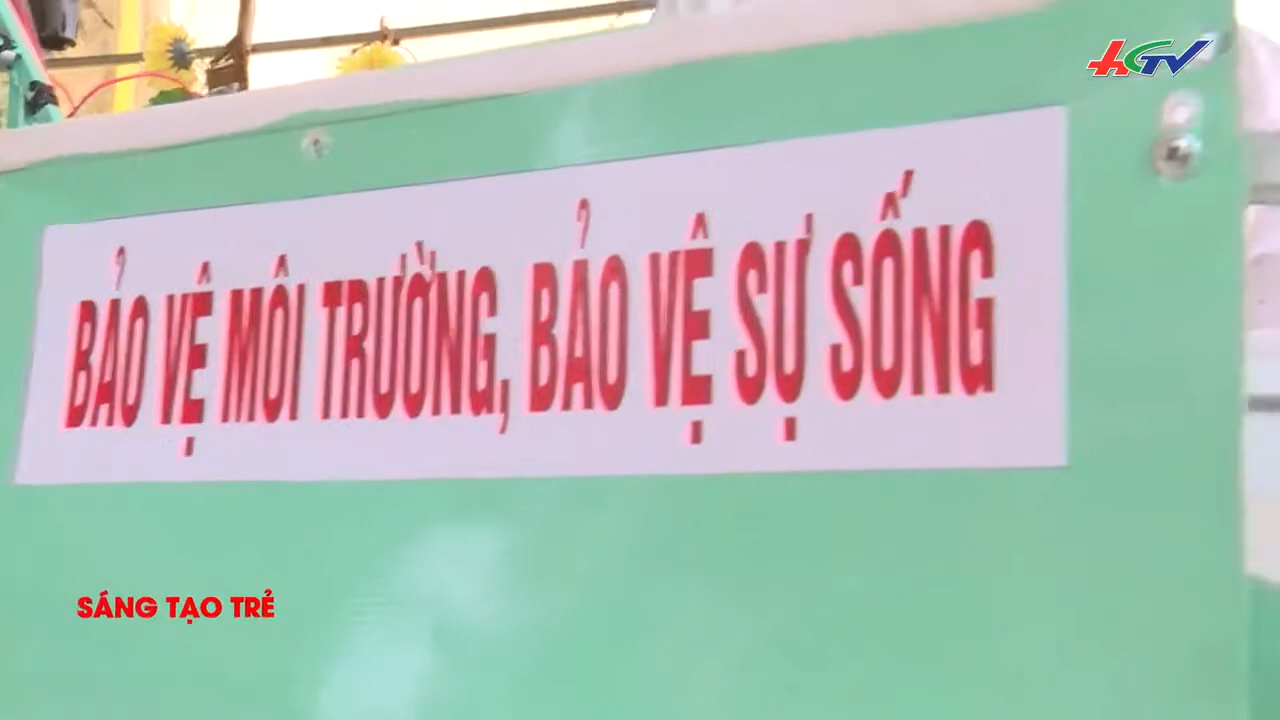 HGTV
BẢO VỆ MÔI TRƯỜNG, BẢO VỆ SỰ SỐNG
SÁNG TẠO TRẺ